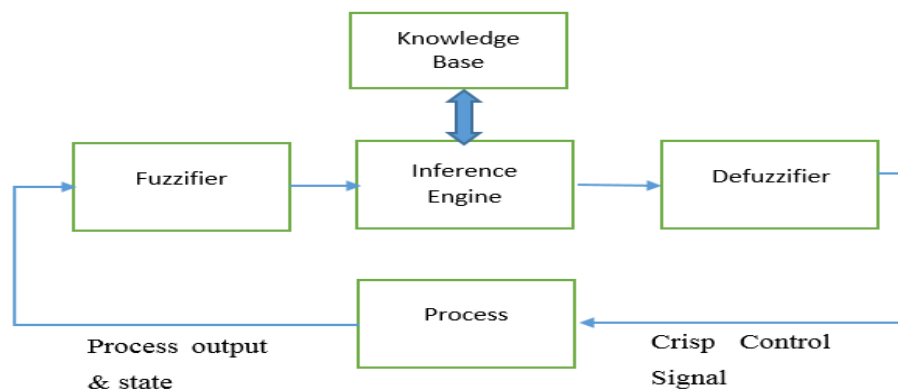 Knowledge
Base
Fuzzifier
Inference
Engine
Defuzzifier
Process
Process output
& state
Crisp Control
Signal